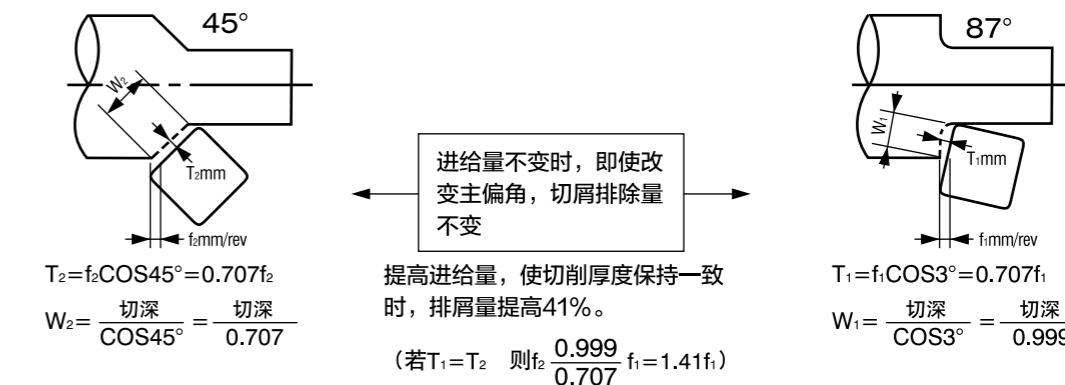 45°
W₂
T₂mm
f₂mm/rev
T₂=f₂COS45°=0.707f₂
W₂= 切深/COS45° = 切深/0.707
进给量不变时，即使改
变主偏角，切屑排除量
不变
提高进给量，使切削厚度保持一致
时，排屑量提高41%。
（若T₁=T₂ 则f₂ 0.999/0.707 f₁=1.41f₁）
87°
W₁
T₁mm
f₁mm/rev
T₁=f₁COS3°=0.707f₁
W₁= 切深/COS3° = 切深/0.999